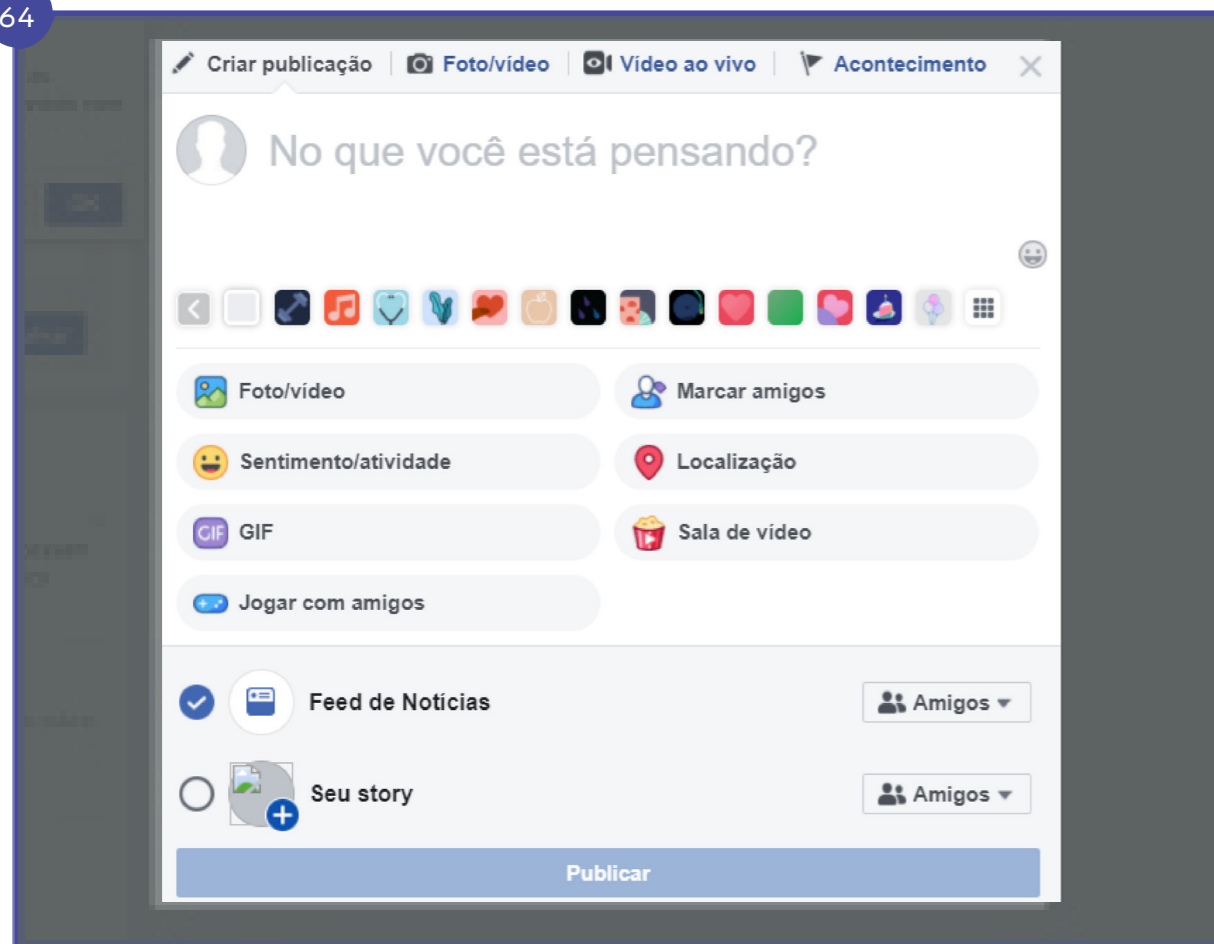 64
Criar publicação Foto/vídeo Vídeo ao vivo Acontecimento
No que você está pensando?
Foto/vídeo Marcar amigos
Sentimento/atividade Localização
GIF GIF Sala de vídeo
Jogar com amigos
Feed de Notícias Amigos
Seu story Amigos
Publicar